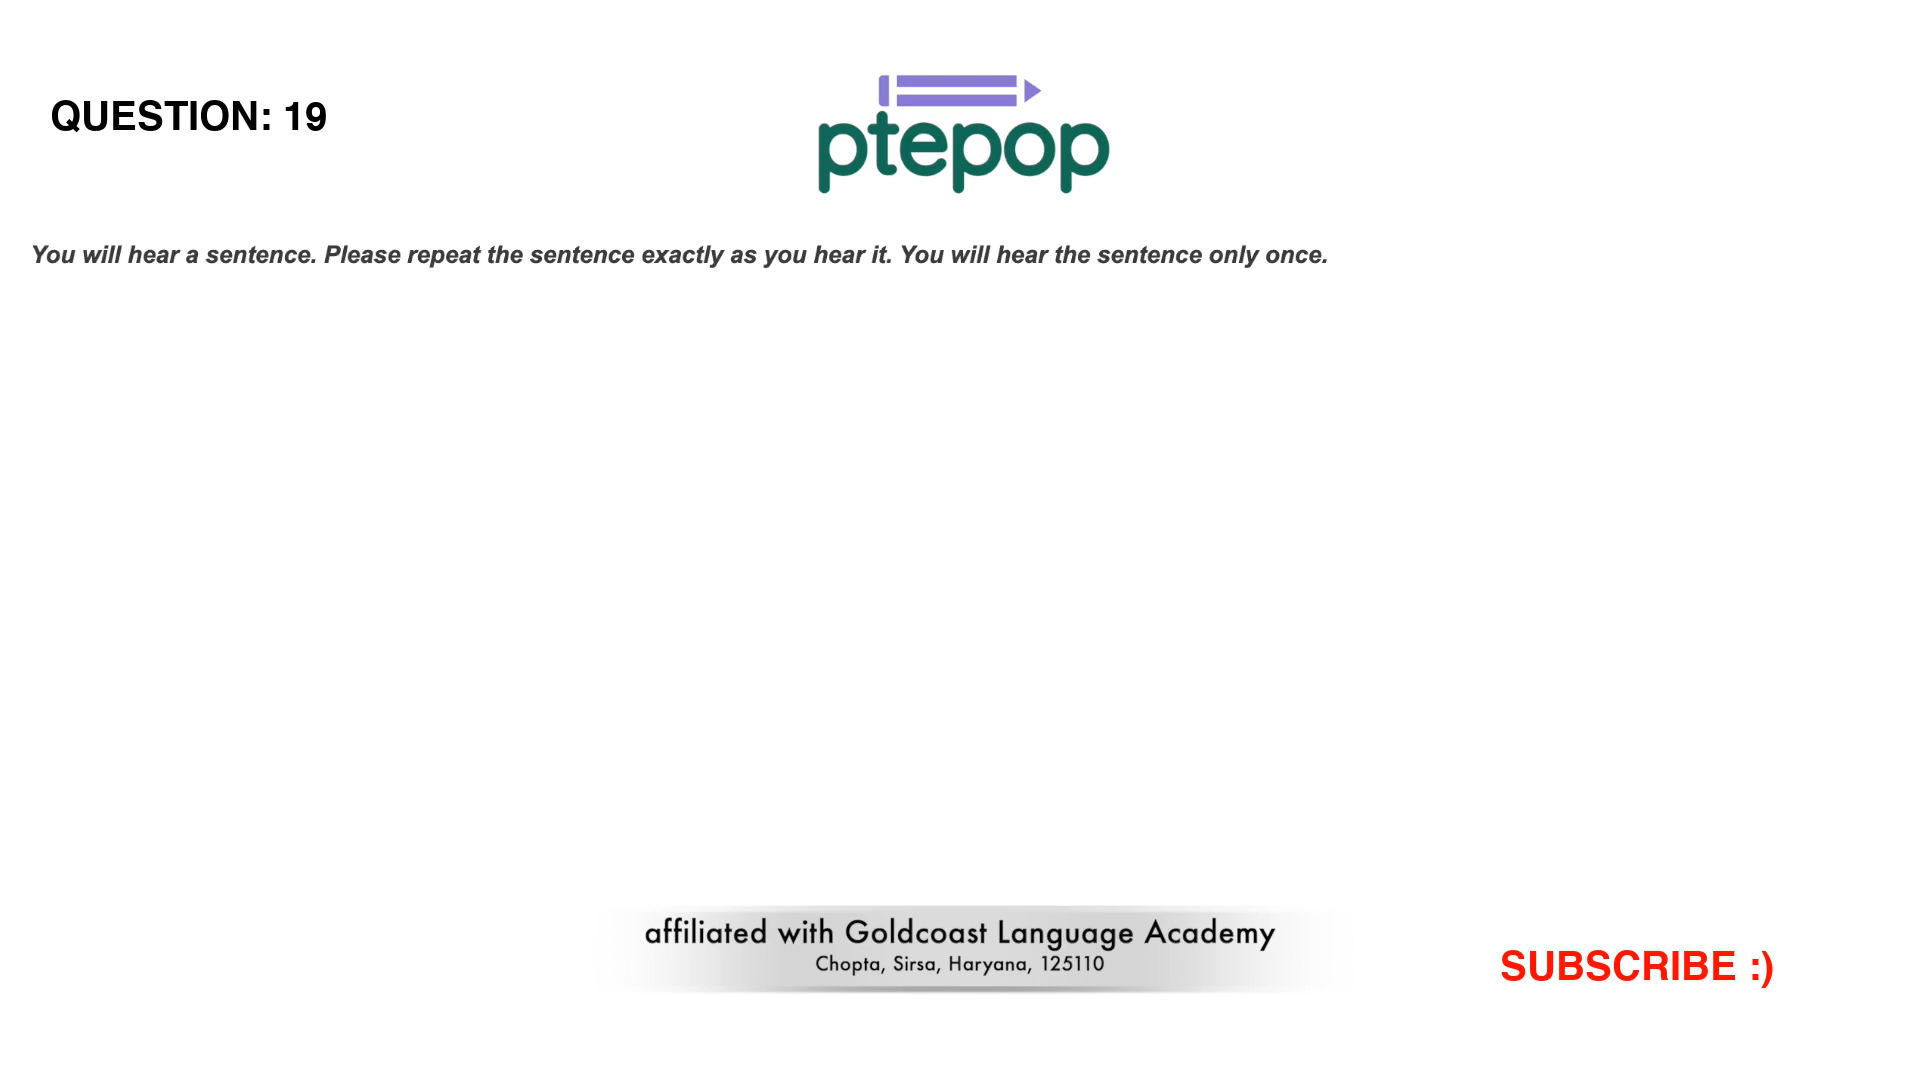 QUESTION: 19
ptepop
You will hear a sentence. Please repeat the sentence exactly as you hear it. You will hear the sentence only once.
affiliated with Goldcoast Language Academy
Chopta, Sirsa, Haryana, 125110
SUBSCRIBE :)